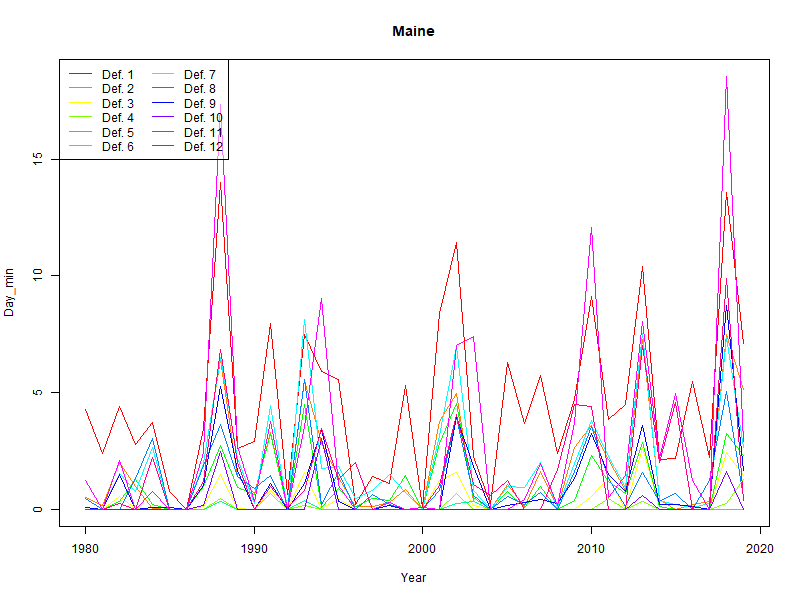 Maine
Def. 1 Def. 7
Def. 2 Def. 8
Def. 3 Def. 9
Def. 4 Def. 10
Def. 5 Def. 11
Def. 6 Def. 12
15
10
5
0
Day_min
1980 1990 2000 2010 2020
Year